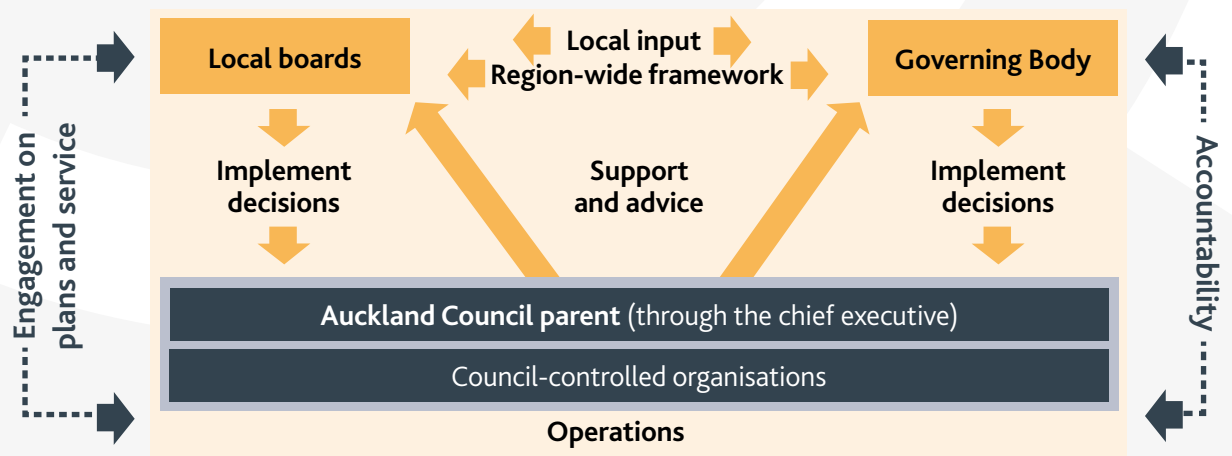 Local boards
Local input
Region-wide framework
Governing Body
Engagement on
plans and service
Implement
decisions
Support
and advice
Implement
decisions
Accountability
Auckland Council parent (through the chief executive)
Council-controlled organisations
Operations